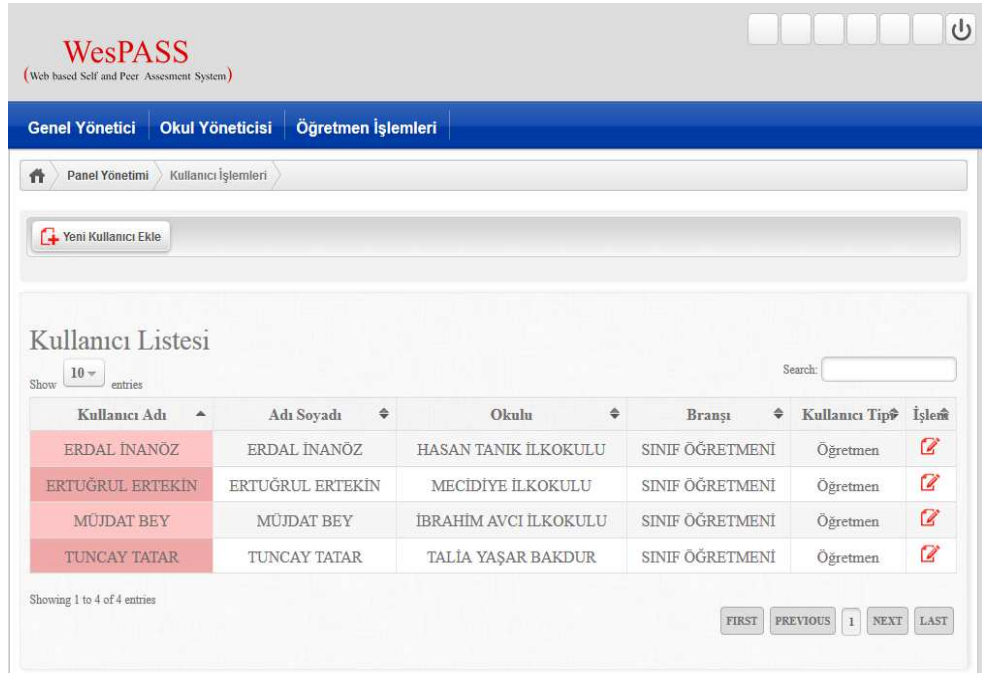 WesPASS
(Web based Self and Peer Assesment System)
Genel Yönetici Okul Yöneticisi Öğretmen İşlemleri
Panel Yönetimi Kullanıcı İşlemleri
Yeni Kullanıcı Ekle
Kullanıcı Listesi
Show 10 entries Search:
Kullanıcı Adı Adı Soyadı Okulu Branşı Kullanıcı Tipi İşlem
ERDAL İNANÖZ ERDAL İNANÖZ HASAN TANIK İLKOKULU SINIF ÖĞRETMENİ Öğretmen
ERTUĞRUL ERTEKİN ERTUĞRUL ERTEKİN MECİDİYE İLKOKULU SINIF ÖĞRETMENİ Öğretmen
MÜJDAT BEY MÜJDAT BEY İBRAHİM AVCI İLKOKULU SINIF ÖĞRETMENİ Öğretmen
TUNCAY TATAR TUNCAY TATAR TALİA YAŞAR BAKDUR SINIF ÖĞRETMENİ Öğretmen
Showing 1 to 4 of 4 entries
FIRST PREVIOUS 1 NEXT LAST